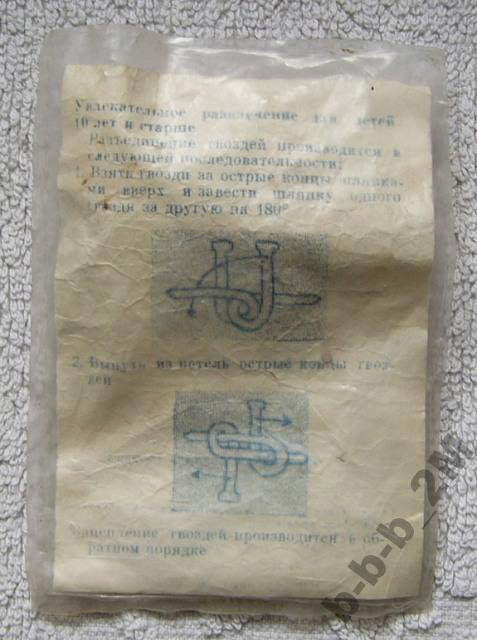 Увлекательное развлечение для детей
10 лет и старше
Разъединение гвоздей производится в
следующей последовательности:
1. Взять гвозди за острые концы шляпка-
ми вверх и завести шляпку одного
гвоздя за другую на 180°
2. Вынуть из петель острые концы гвоз-
дей
Зацепление гвоздей производится в об-
ратном порядке
b-b-b_2M